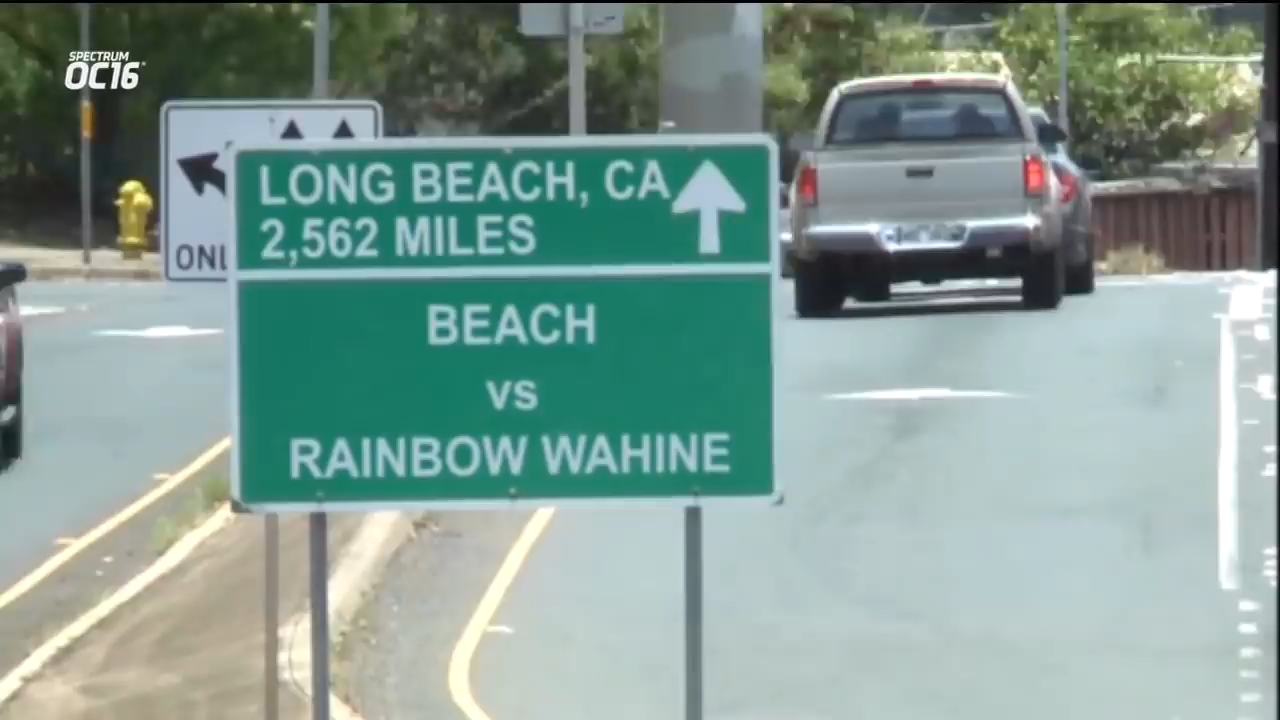 SPECTRUM
OC16
ONL
LONG BEACH, CA
2,562 MILES
BEACH
VS
RAINBOW WAHINE